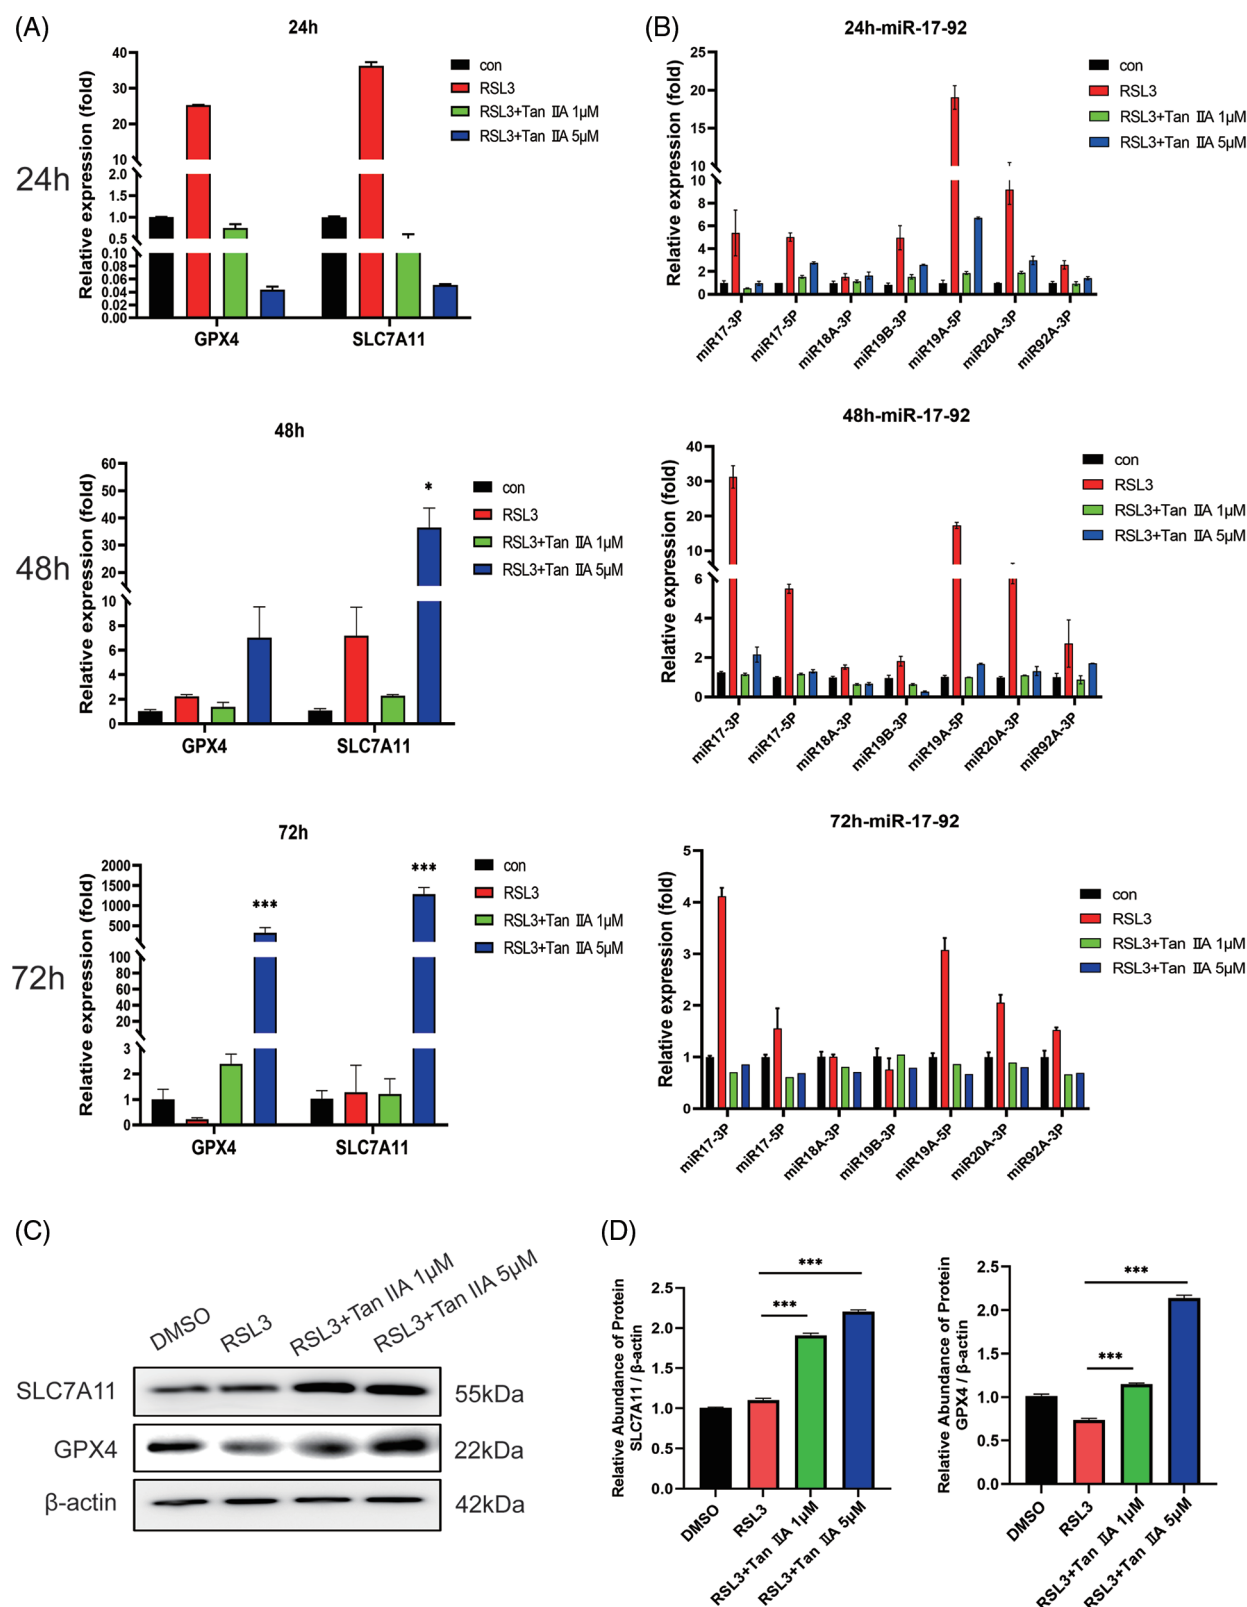 (A)
24h
24h
Relative expression (fold)
40
30
20
10
2.0
1.5
1.0
0.5
0.10
0.08
0.06
0.04
0.02
0.00
GPX4
SLC7A11
con
RSL3
RSL3+Tan ⅡA 1μM
RSL3+Tan ⅡA 5μM
(B)
24h-miR-17-92
Relative expression (fold)
25
20
15
10
10
8
6
4
2
0
miR17-3P
miR17-5P
miR18A-3P
miR19B-3P
miR19A-5P
miR20A-3P
miR92A-3P
con
RSL3
RSL3+Tan ⅡA 1μM
RSL3+Tan ⅡA 5μM
48h
48h
Relative expression (fold)
60
50
40
30
20
10
8
6
4
2
0
*
GPX4
SLC7A11
con
RSL3
RSL3+Tan ⅡA 1μM
RSL3+Tan ⅡA 5μM
48h-miR-17-92
Relative expression (fold)
40
30
20
10
6
4
2
0
miR17-3P
miR17-5P
miR18A-3P
miR19B-3P
miR19A-5P
miR20A-3P
miR92A-3P
con
RSL3
RSL3+Tan ⅡA 1μM
RSL3+Tan ⅡA 5μM
72h
72h
Relative expression (fold)
2000
1500
1000
500
100
80
60
40
20
3
2
1
0
***
***
GPX4
SLC7A11
con
RSL3
RSL3+Tan ⅡA 1μM
RSL3+Tan ⅡA 5μM
72h-miR-17-92
Relative expression (fold)
5
4
3
2
1
0
miR17-3P
miR17-5P
miR18A-3P
miR19B-3P
miR19A-5P
miR20A-3P
miR92A-3P
con
RSL3
RSL3+Tan ⅡA 1μM
RSL3+Tan ⅡA 5μM
(C)
DMSO
RSL3
RSL3+Tan IIA 1μM
RSL3+Tan IIA 5μM
SLC7A11
55kDa
GPX4
22kDa
β-actin
42kDa
(D)
Relative Abundance of Protein
SLC7A11 / β-actin
2.5
2.0
1.5
1.0
0.5
0.0
***
***
DMSO
RSL3
RSL3+Tan ⅡA 1μM
RSL3+Tan ⅡA 5μM
Relative Abundance of Protein
GPX4 / β-actin
2.5
2.0
1.5
1.0
0.5
0.0
***
***
DMSO
RSL3
RSL3+Tan ⅡA 1μM
RSL3+Tan ⅡA 5μM